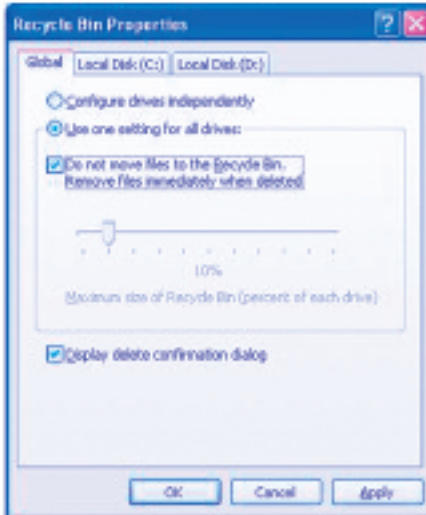 Recycle Bin Properties
Global Local Disk (C:) Local Disk (D:)
Configure drives independently
Use one setting for all drives:
Do not move files to the Recycle Bin.
Remove files immediately when deleted
10%
Maximum size of Recycle Bin (percent of each drive)
Display delete confirmation dialog
OK Cancel Apply